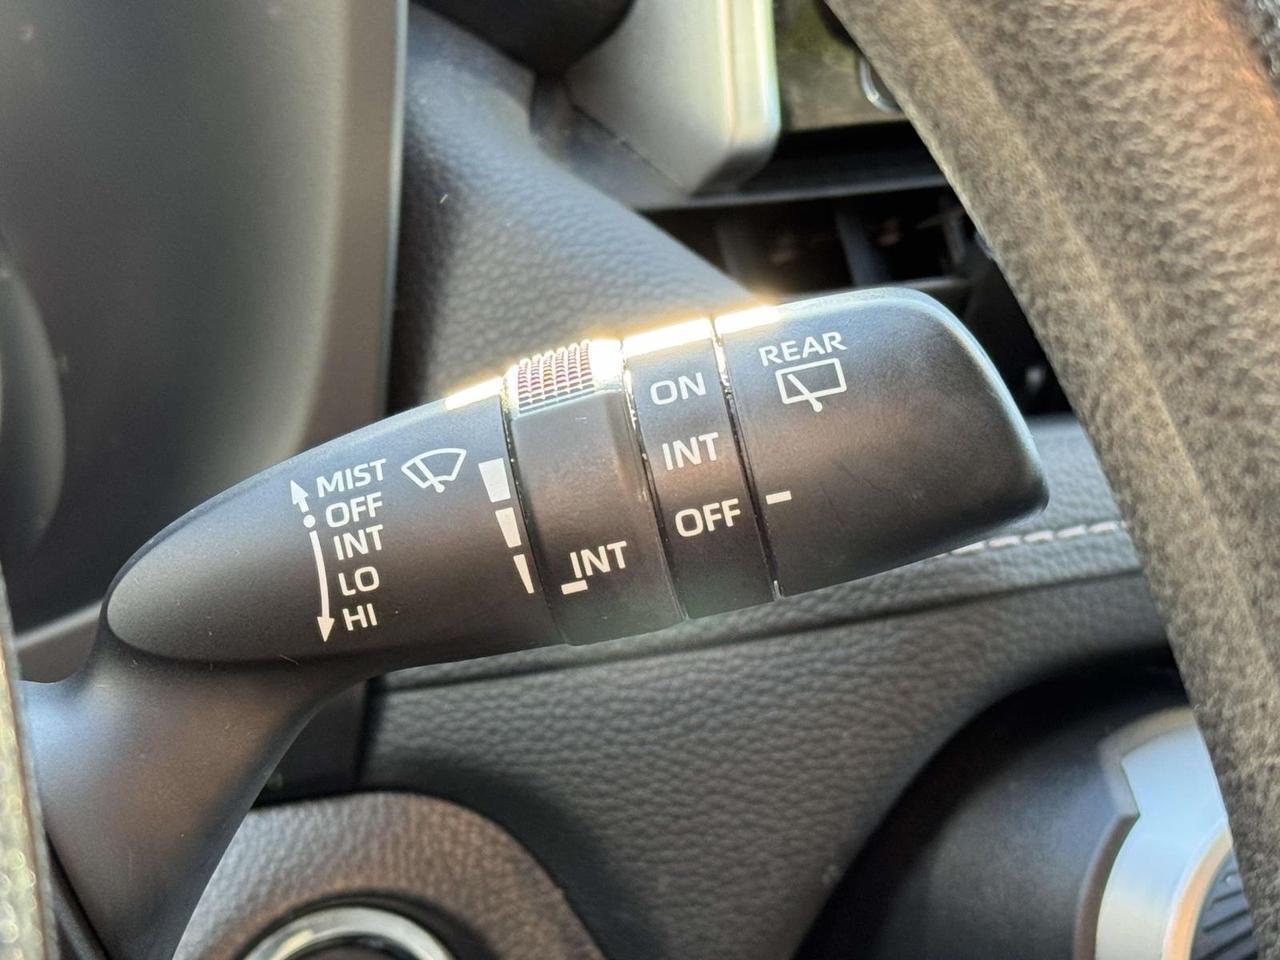 MIST
OFF
INT
LO
HI
INT
ON
INT
OFF
REAR